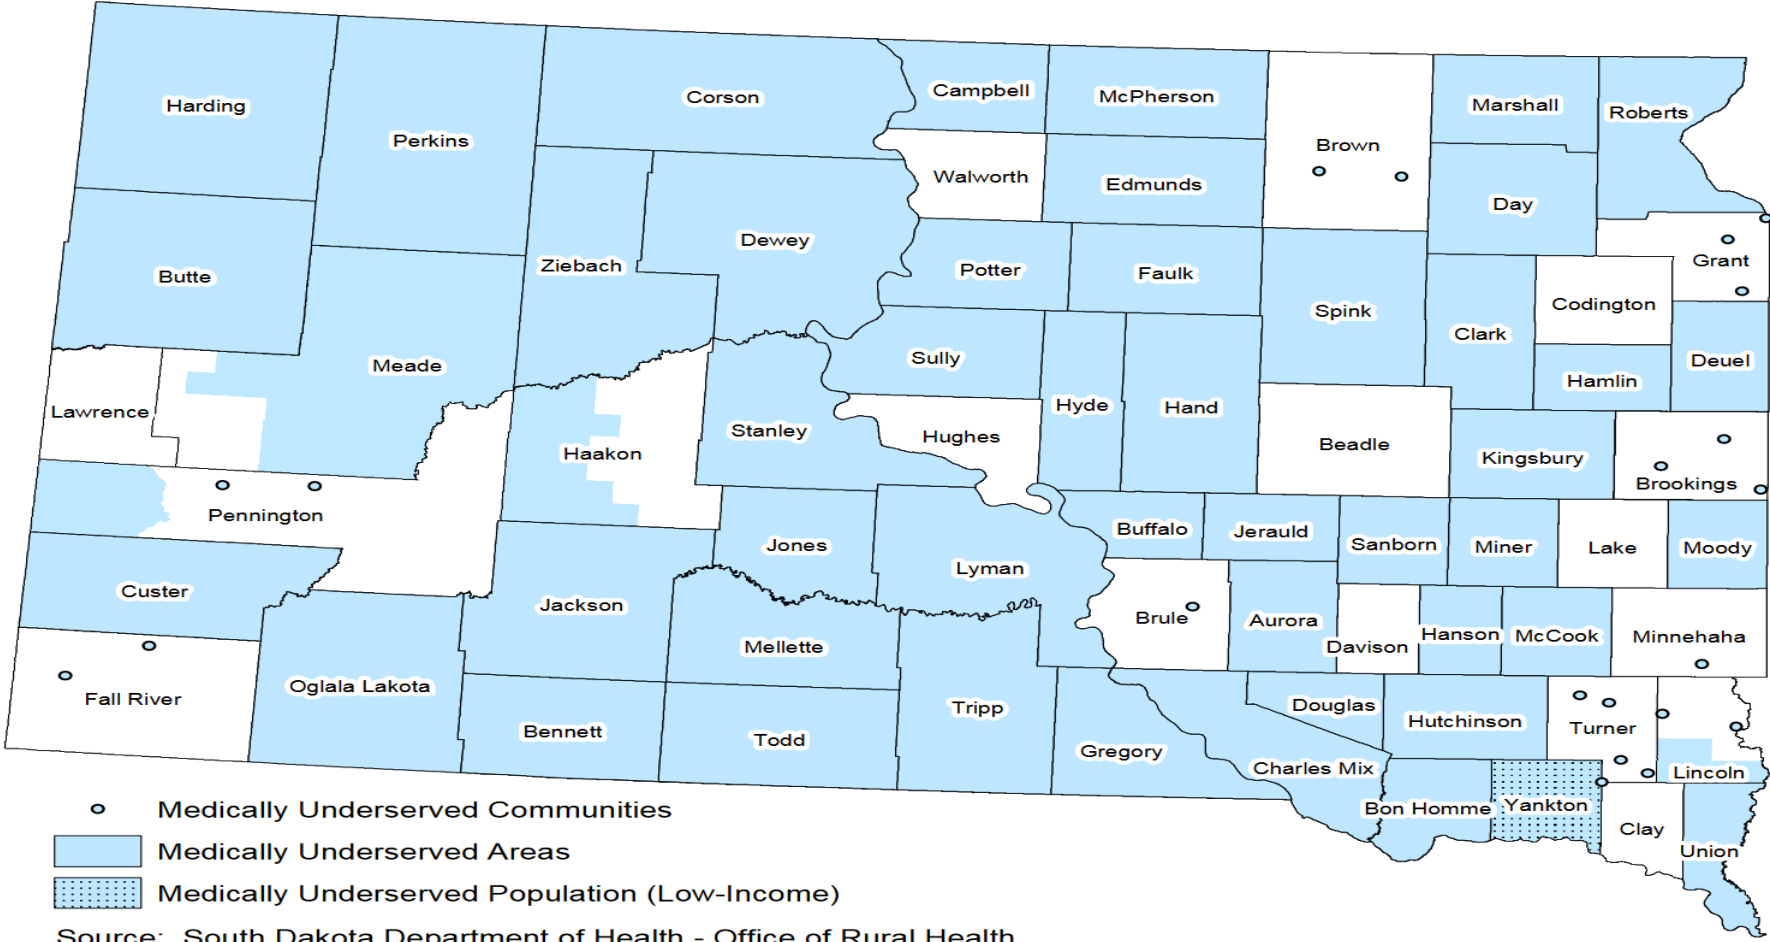 Harding
Perkins
Corson
Campbell
McPherson
Brown
Marshall
Roberts
Walworth
Edmunds
Day
Butte
Ziebach
Dewey
Potter
Faulk
Spink
Grant
Codington
Clark
Meade
Sully
Hamlin
Deuel
Lawrence
Haakon
Stanley
Hughes
Hyde
Hand
Beadle
Kingsbury
Brookings
Pennington
Jones
Lyman
Buffalo
Jerauld
Sanborn
Miner
Lake
Moody
Custer
Jackson
Mellette
Brule
Aurora
Davison
Hanson
McCook
Minnehaha
Fall River
Oglala Lakota
Bennett
Todd
Tripp
Gregory
Douglas
Charles Mix
Hutchinson
Turner
Lincoln
Bon Homme
Yankton
Clay
Union
Medically Underserved Communities
Medically Underserved Areas
Medically Underserved Population (Low-Income)
Source: South Dakota Department of Health - Office of Rural Health